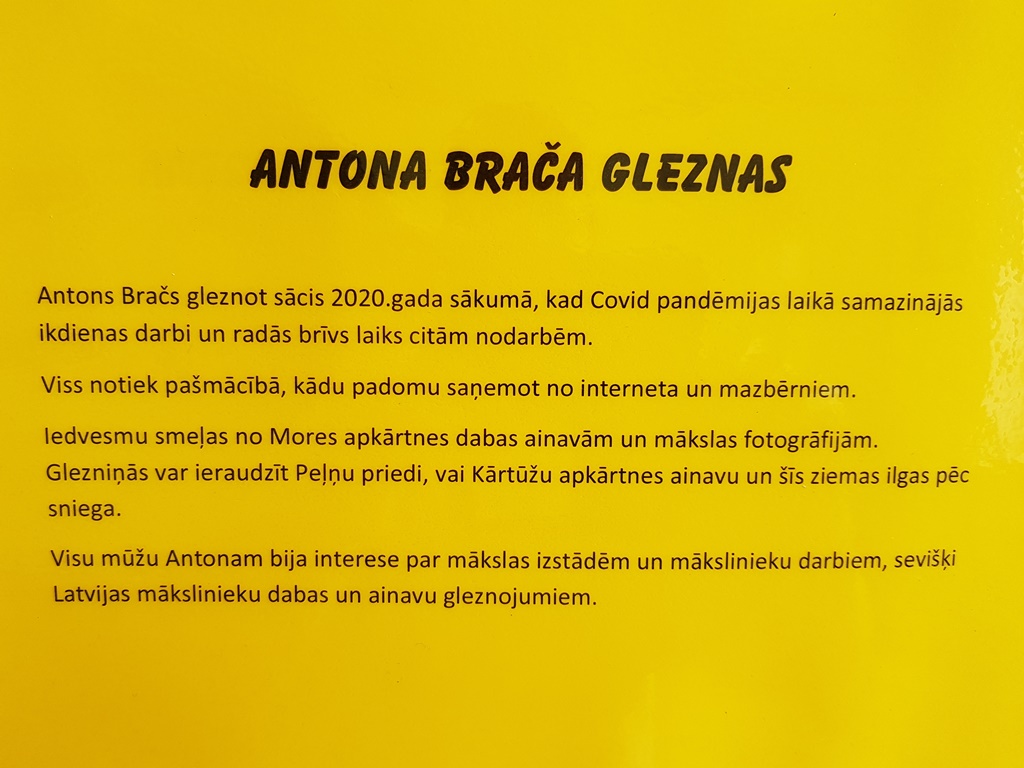 ANTONA BRAČA GLEZNAS
Antons Bračs gleznot sācis 2020.gada sākumā, kad Covid pandēmijas laikā samazinājās
ikdienas darbi un radās brīvs laiks citām nodarbēm.
Viss notiek pašmācībā, kādu padomu saņemot no interneta un mazbērniem.
Iedvesmu smeļas no Mores apkārtnes dabas ainavām un mākslas fotogrāfijām.
Glezniņās var ieraudzīt Peļņu priedi, vai Kārtūžu apkārtnes ainavu un šīs ziemas ilgas pēc
sniega.
Visu mūžu Antonam bija interese par mākslas izstādēm un mākslinieku darbiem, sevišķi
Latvijas mākslinieku dabas un ainavu gleznojumiem.